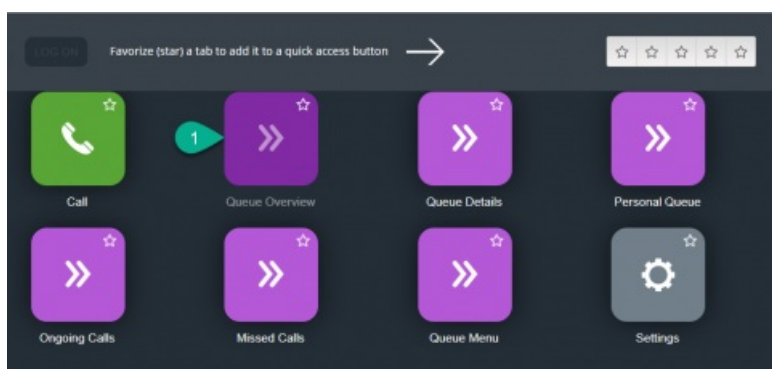 LOG ON
Favorize (star) a tab to add it to a quick access button
1
Call
Queue Overview
Queue Details
Personal Queue
Ongoing Calls
Missed Calls
Queue Menu
Settings